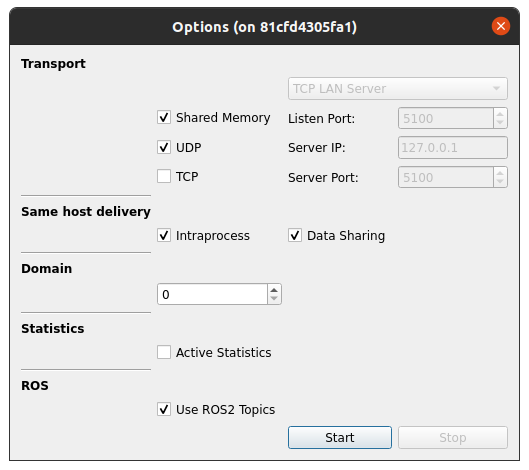 Options (on 81cfd4305fa1)
Transport
TCP LAN Server
Shared Memory Listen Port: 5100
UDP Server IP: 127.0.0.1
TCP Server Port: 5100
Same host delivery
Intraprocess Data Sharing
Domain
0
Statistics
Active Statistics
ROS
Use ROS2 Topics
Start Stop